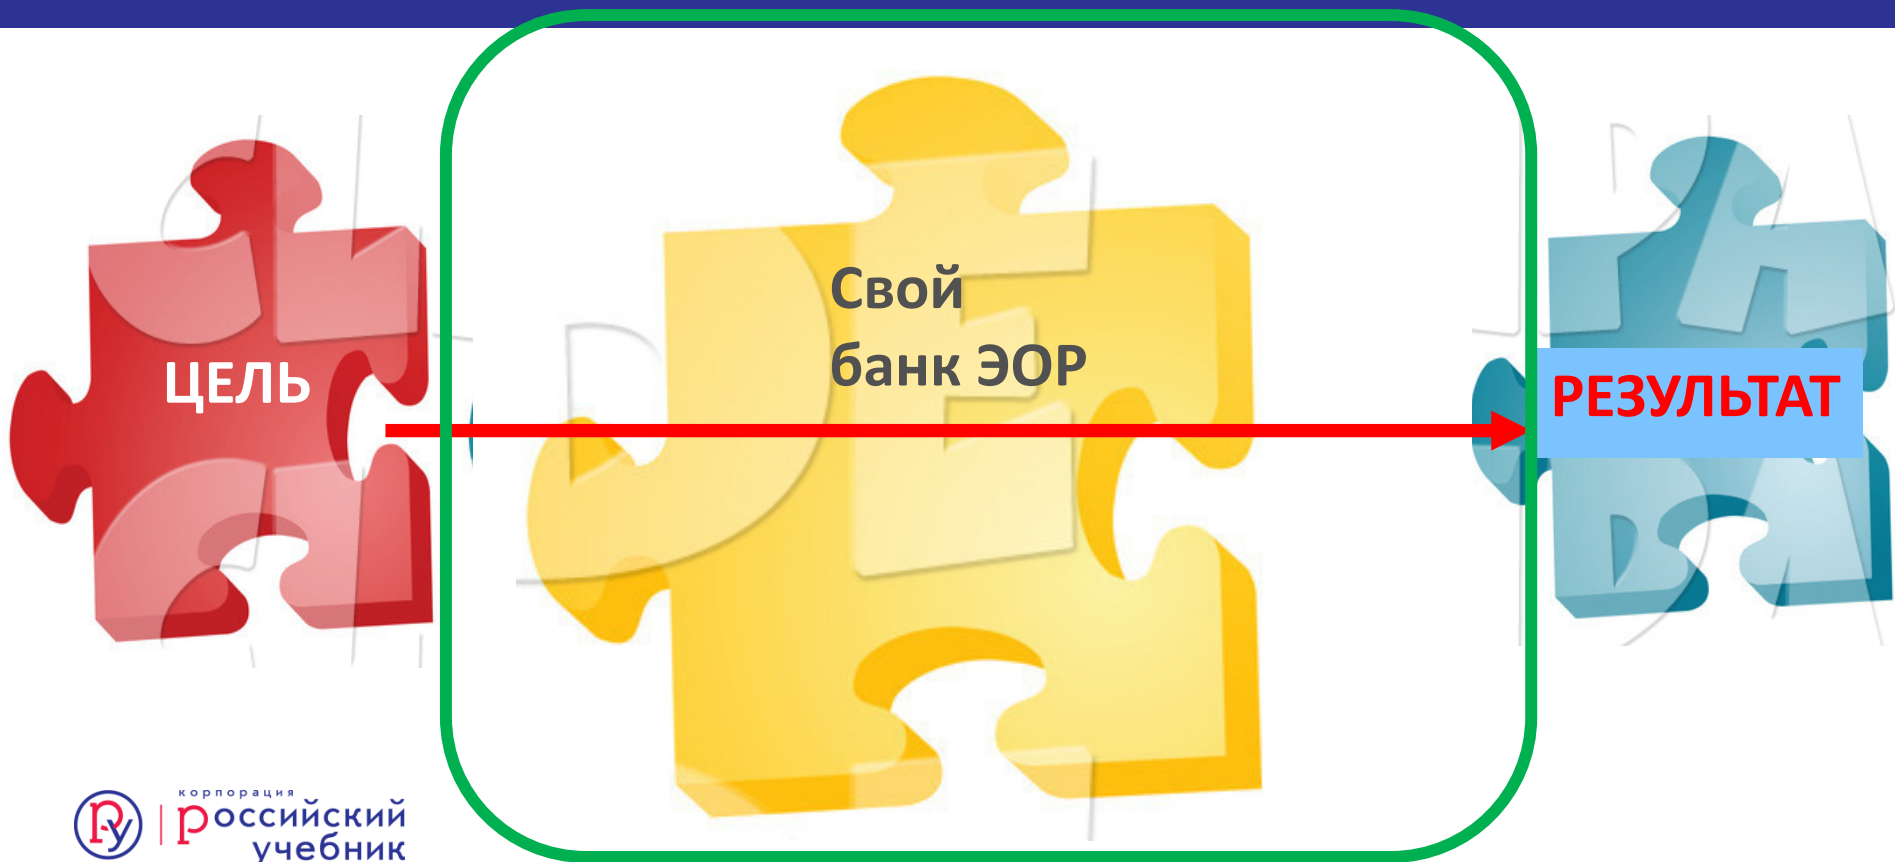 ЦЕЛЬ
Свой
банк ЭОР
РЕЗУЛЬТАТ
корпорация
российский
учебник